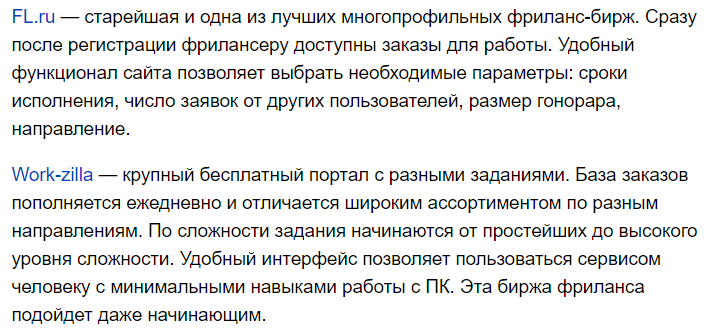 FL.ru — старейшая и одна из лучших многопрофильных фриланс-бирж. Сразу
после регистрации фрилансеру доступны заказы для работы. Удобный
функционал сайта позволяет выбрать необходимые параметры: сроки
исполнения, число заявок от других пользователей, размер гонорара,
направление.
Work-zilla — крупный бесплатный портал с разными заданиями. База заказов
пополняется ежедневно и отличается широким ассортиментом по разным
направлениям. По сложности задания начинаются от простейших до высокого
уровня сложности. Удобный интерфейс позволяет пользоваться сервисом
человеку с минимальными навыками работы с ПК. Эта биржа фриланса
подойдет даже начинающим.